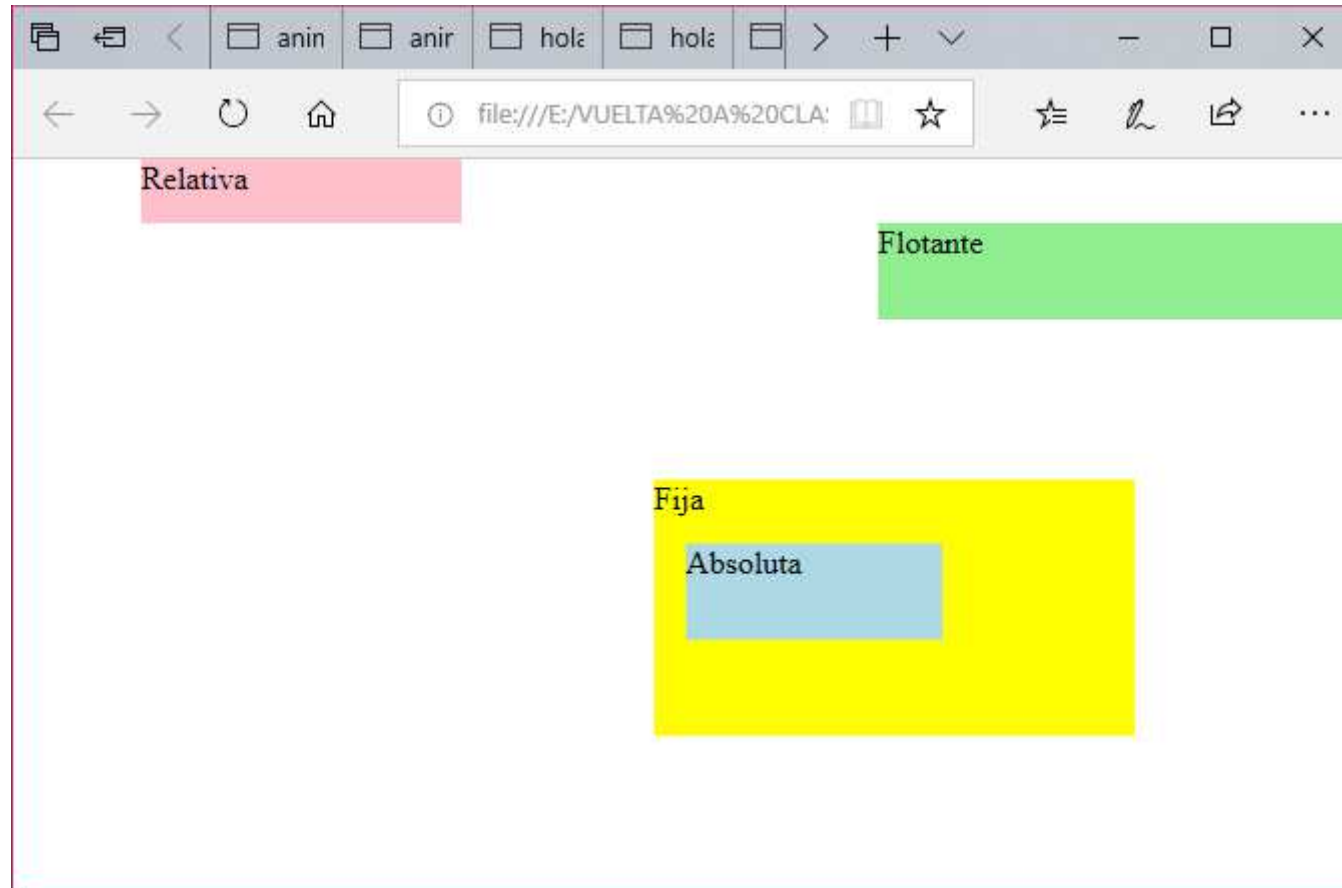 anin anir hola hola
file:///E:/VUELTA%20A%20CLA
Relativa
Flotante
Fija
Absoluta